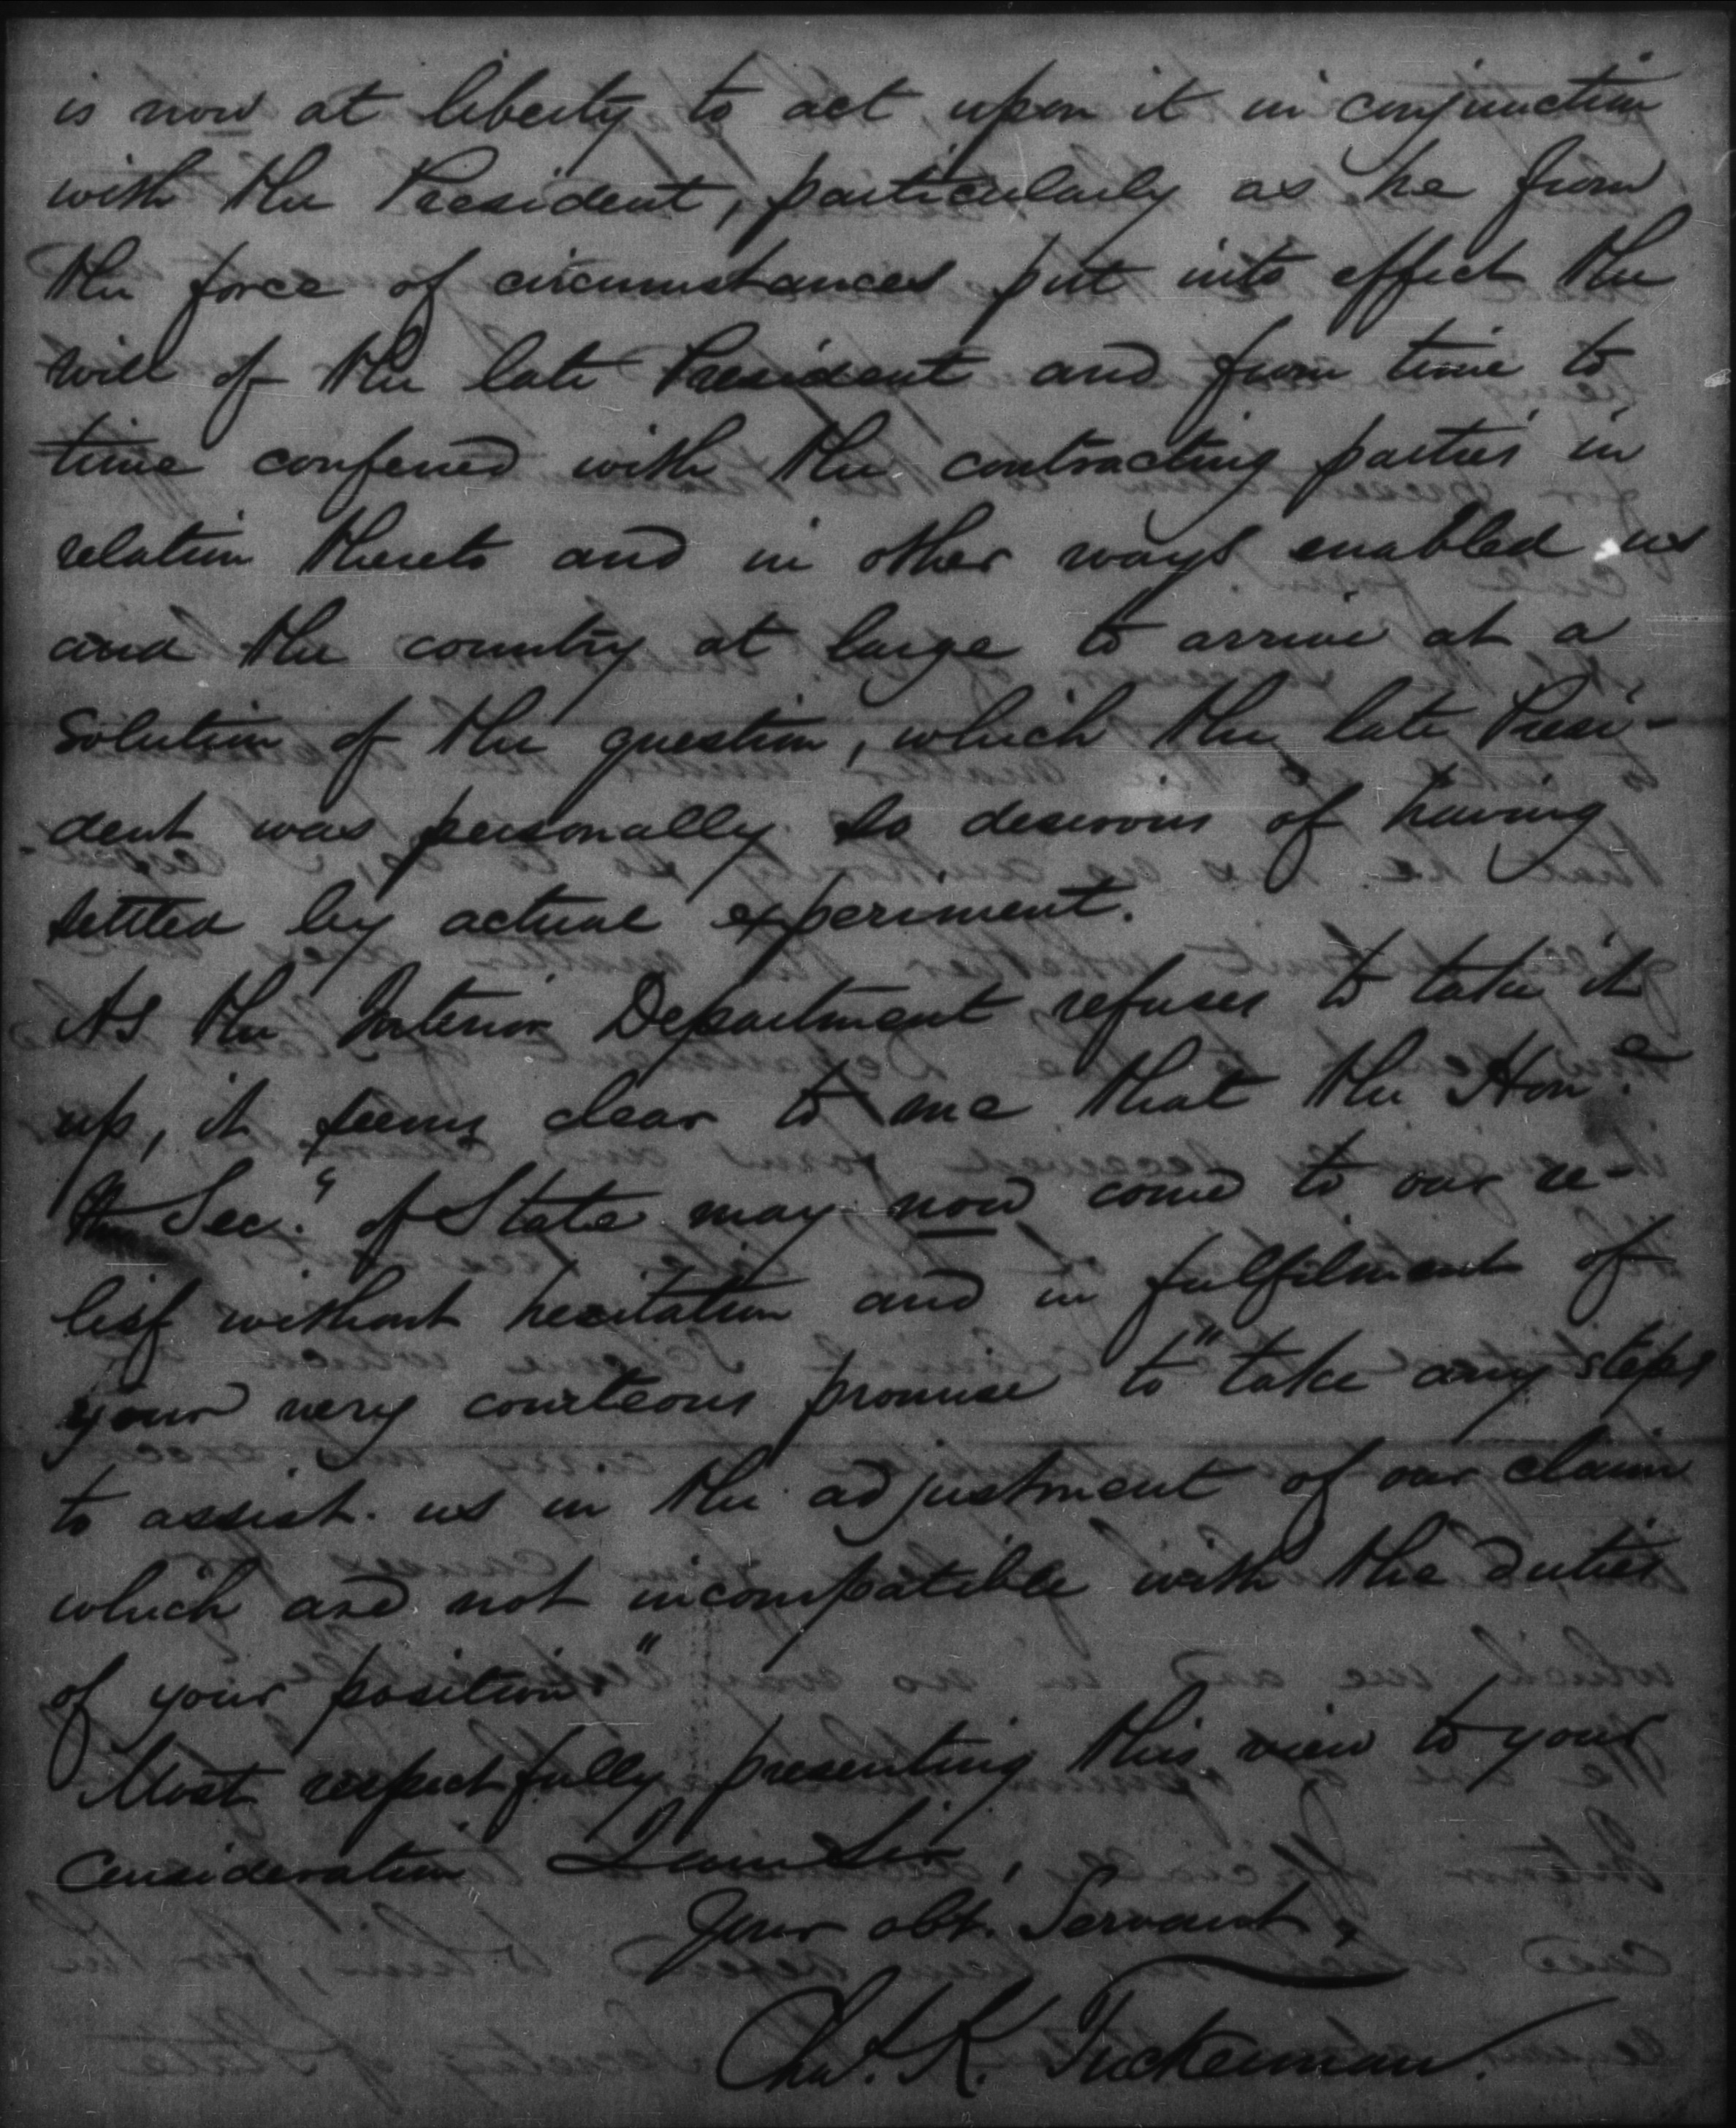 is now at liberty to act upon it in conjunction
with the President, particularly as he from
the force of circumstances put into effect the
will of the late President and from time to
time conferred with the contracting parties in
relation thereto and in other ways enabled us
and the country at large to arrive at a
solution of the question, which the late Presi-
dent was personally so desirous of having
settled by actual experiment.
As the Interior Department refuses to take it
up, it seems clear to me that the Hon.e
the Sec.y of State may now come to our re-
lief without hesitation and in fulfilment of
your very courteous promise to "take any steps
to assist us in the adjustment of our claim
which are not incompatible with the duties
of your position"
Most respectfully presenting this view to your
Consideration I am Sir,
Your obt. Servant,
Chas. K. Tuckerman.